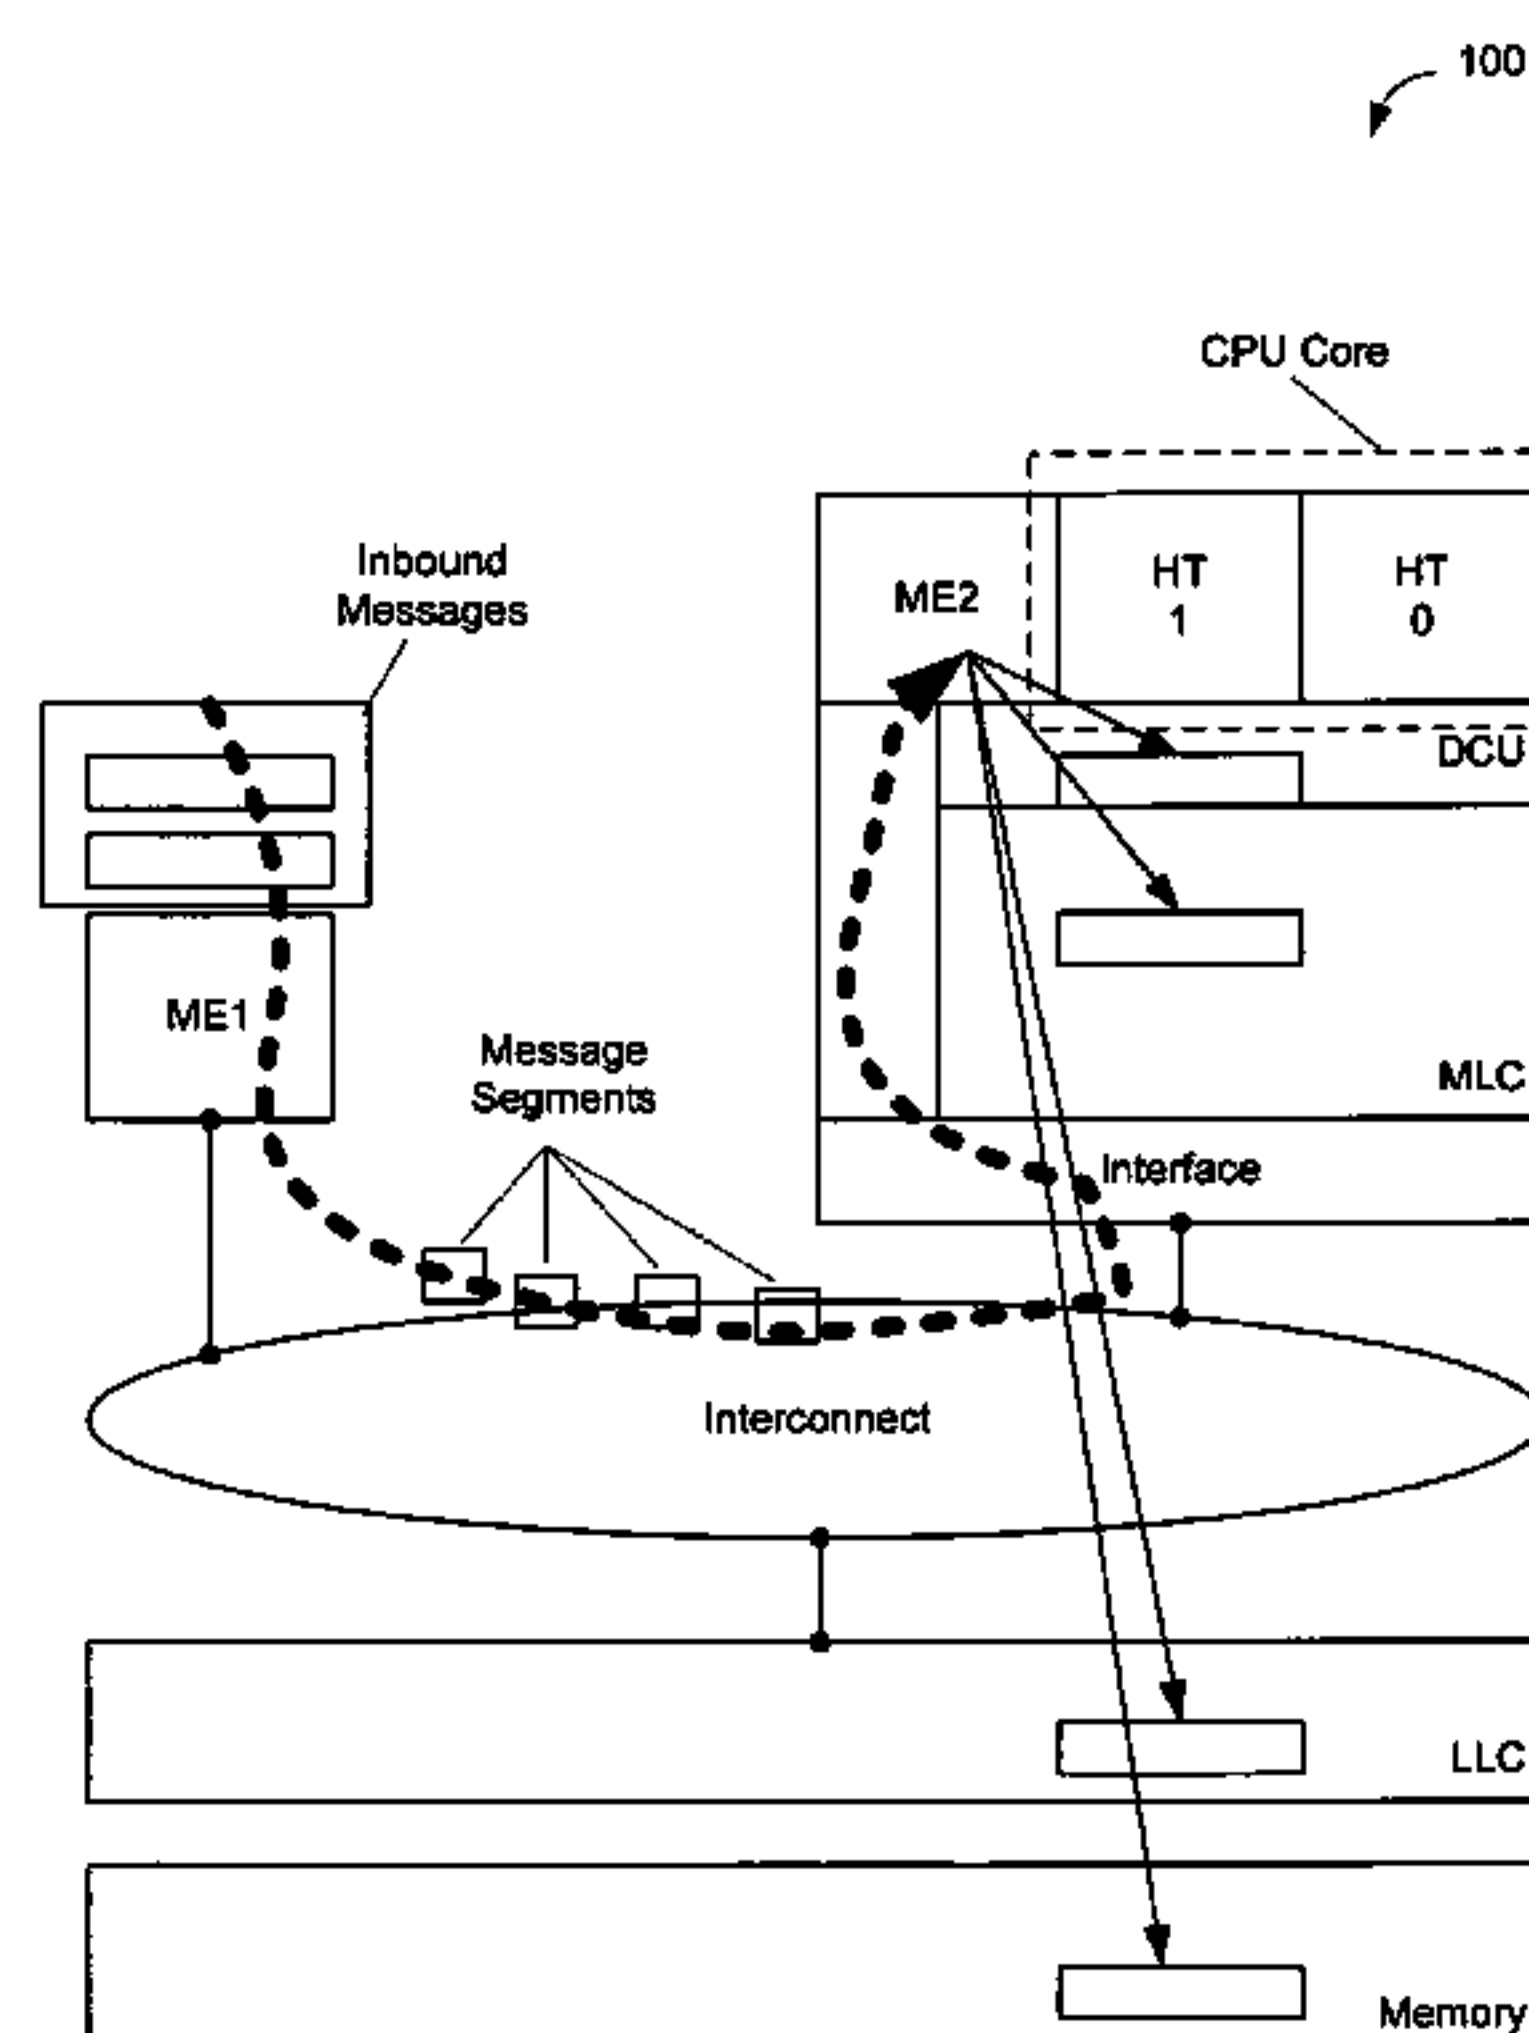 100
CPU Core
Inbound
Messages
ME2
HT
1
HT
0
DCU
ME1
Message
Segments
MLC
Interface
Interconnect
LLC
Memory